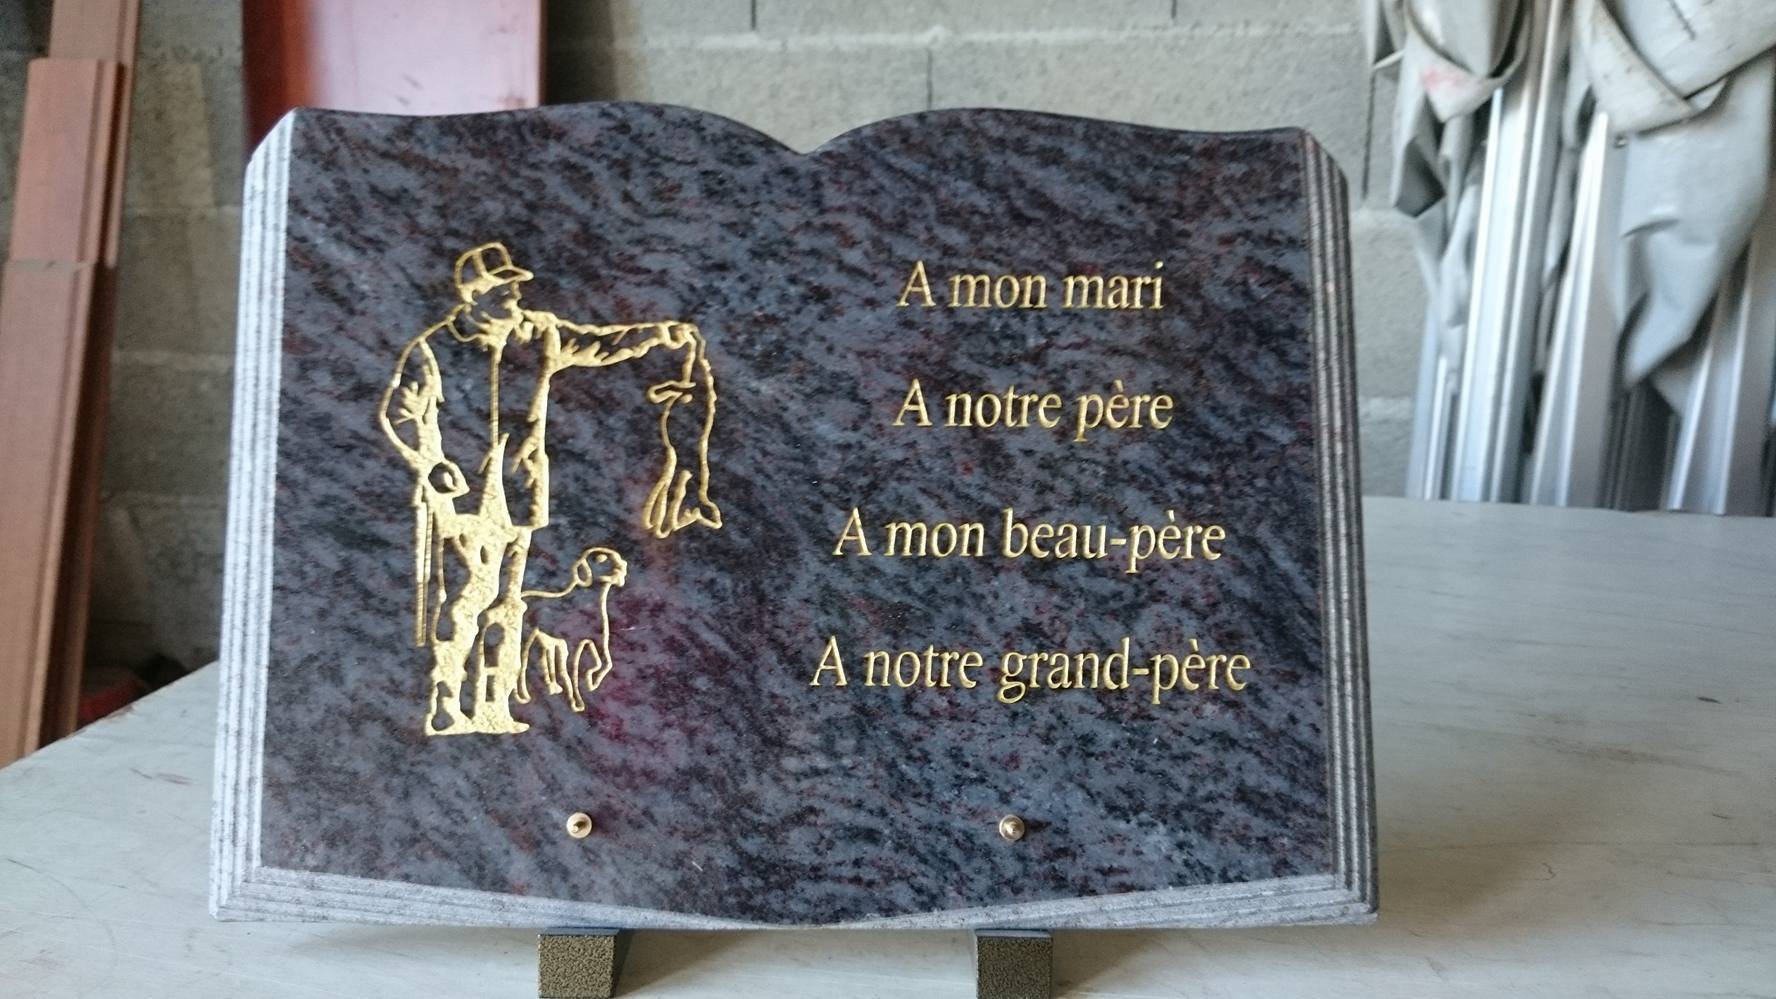 A mon mari
A notre père
A mon beau-père
A notre grand-père